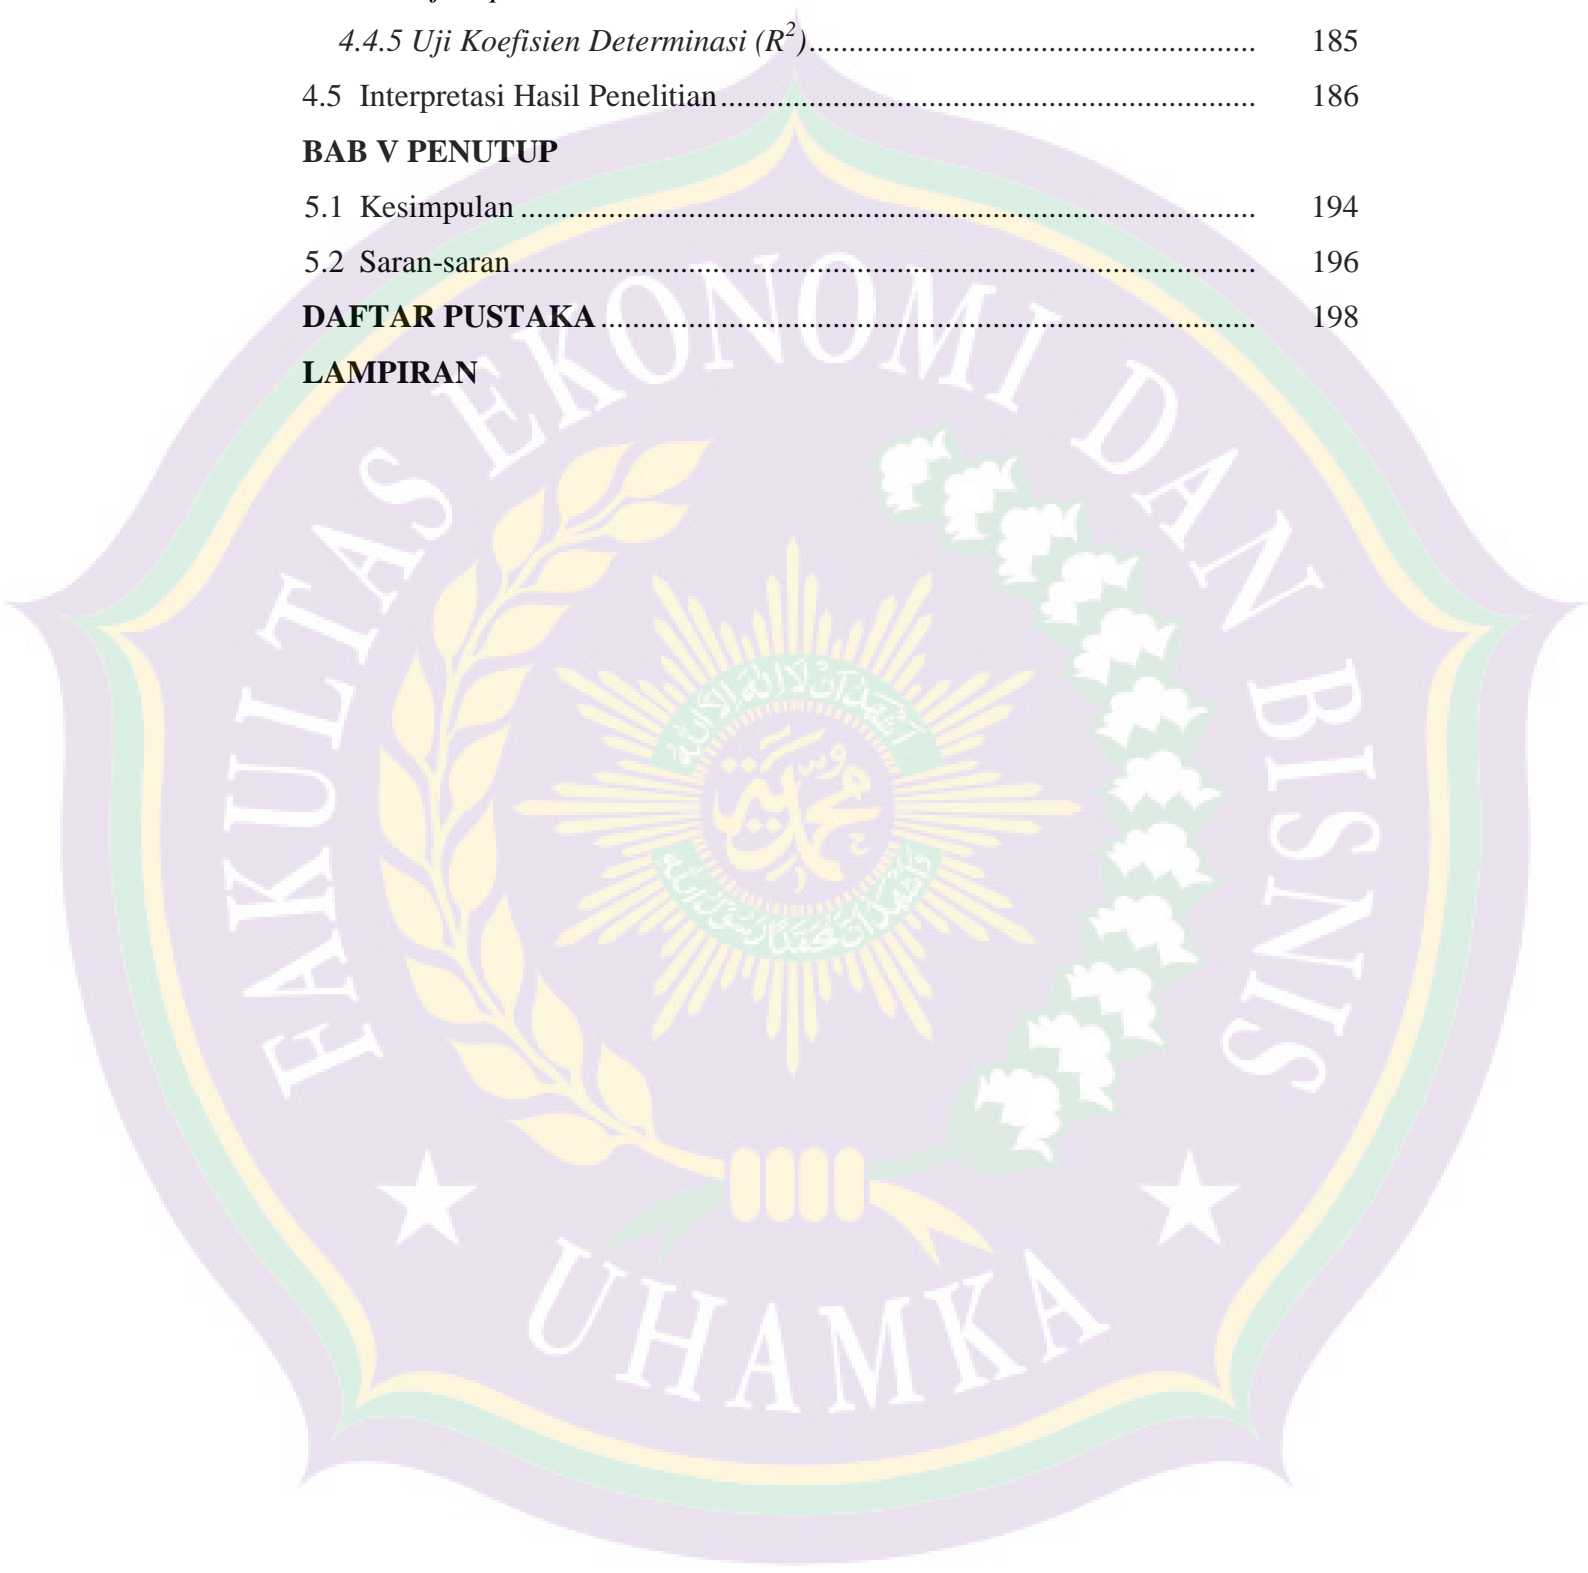 4.4.5 Uji Koefisien Determinasi (R²)................................ 185
4.5 Interpretasi Hasil Penelitian................................ 186
BAB V PENUTUP
5.1 Kesimpulan................................ 194
5.2 Saran-saran................................ 196
DAFTAR PUSTAKA................................ 198
LAMPIRAN
FAKULTAS EKONOMI DAN BISNIS
محمدية
UHAMKA